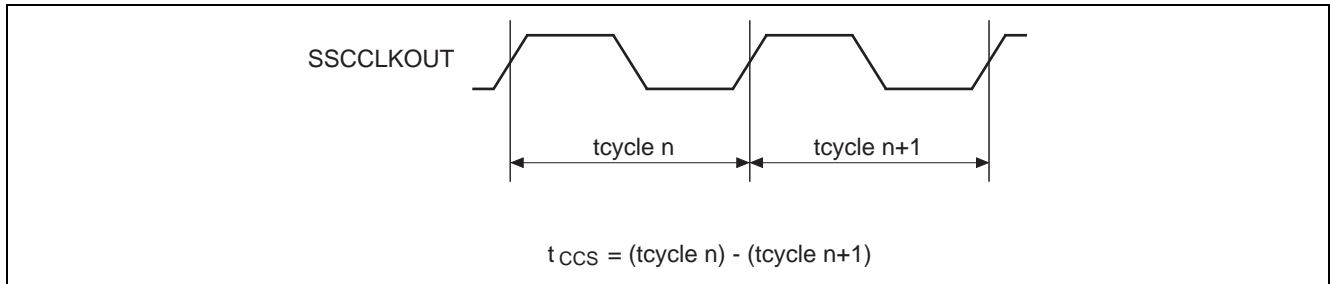 SSCCLKOUT
tcycle n
tcycle n+1
t CCS = (tcycle n) - (tcycle n+1)